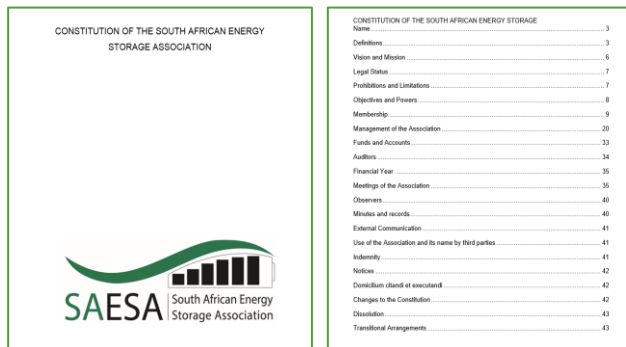 CONSTITUTION OF THE SOUTH AFRICAN ENERGY
STORAGE ASSOCIATION
SAESA South African Energy
Storage Association
CONSTITUTION OF THE SOUTH AFRICAN ENERGY STORAGE
Name 3
Definitions 3
Vision and Mission 6
Legal Status 7
Prohibitions and Limitations 7
Objectives and Powers 8
Membership 9
Management of the Association 20
Funds and Accounts 33
Auditors 34
Financial Year 35
Meetings of the Association 35
Observers 40
Minutes and records 40
External Communication 41
Use of the Association and its name by third parties 41
Indemnity 41
Notices 42
Domicilium citandi et executandi 42
Changes to the Constitution 42
Dissolution 43
Transitional Arrangements 43